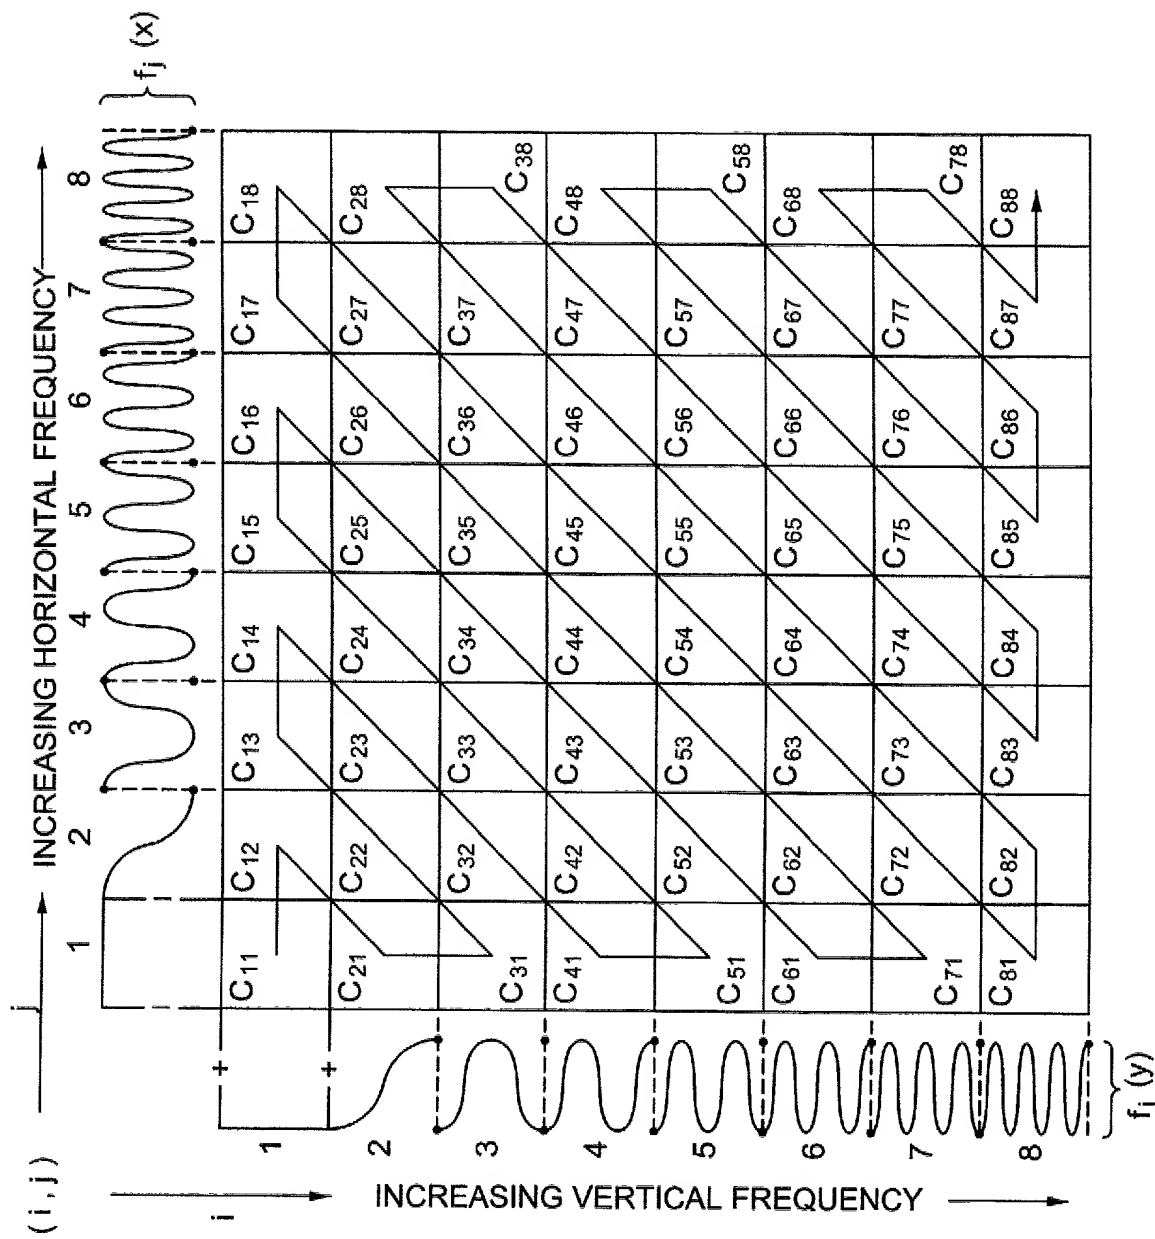 ( i , j )
j
INCREASING HORIZONTAL FREQUENCY
1 2 3 4 5 6 7 8
f j (x)
i
INCREASING VERTICAL FREQUENCY
1 2 3 4 5 6 7 8
f i (y)
+ +
C11 C12 C13 C14 C15 C16 C17 C18
C21 C22 C23 C24 C25 C26 C27 C28
C31 C32 C33 C34 C35 C36 C37 C38
C41 C42 C43 C44 C45 C46 C47 C48
C51 C52 C53 C54 C55 C56 C57 C58
C61 C62 C63 C64 C65 C66 C67 C68
C71 C72 C73 C74 C75 C76 C77 C78
C81 C82 C83 C84 C85 C86 C87 C88